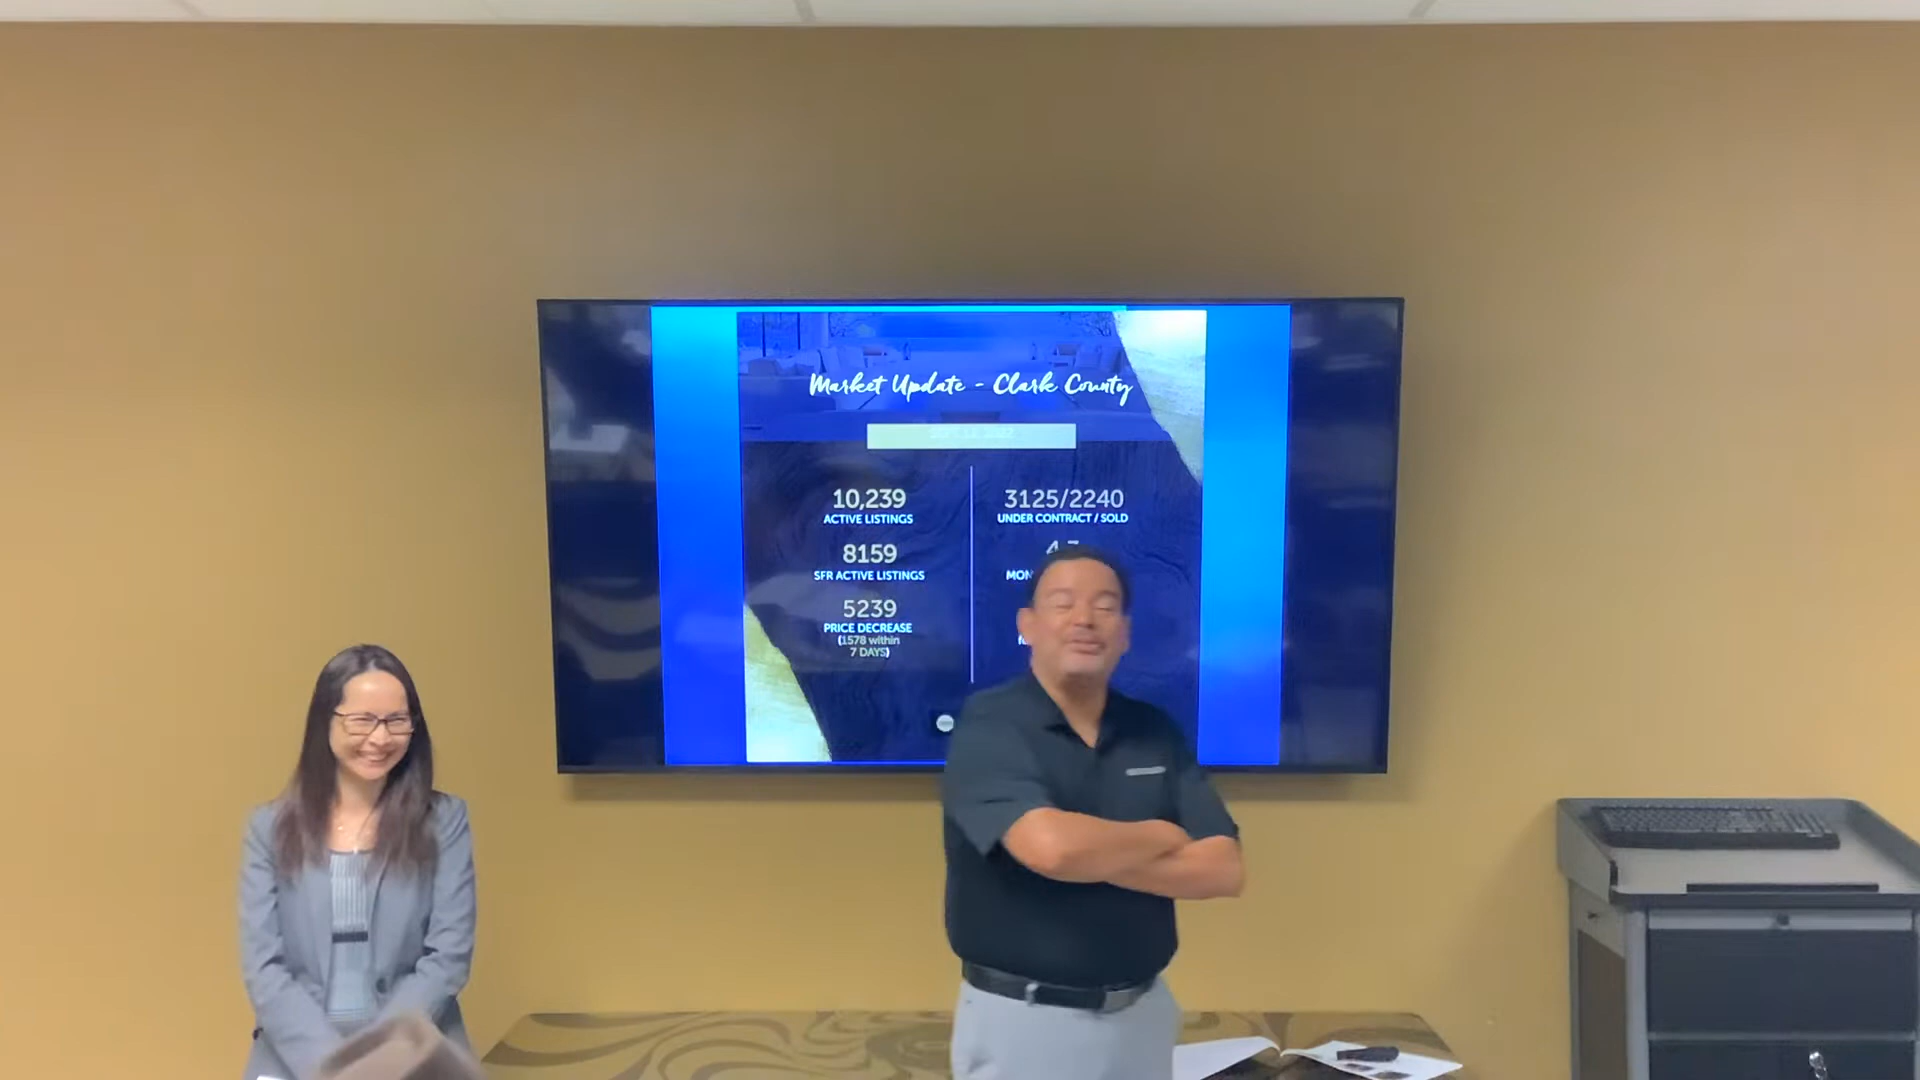 Market Update - Clark County
10,239
ACTIVE LISTINGS
8159
SFR ACTIVE LISTINGS
5239
PRICE DECREASE
(1578 within
7 DAYS)
3125/2240
UNDER CONTRACT / SOLD
MON